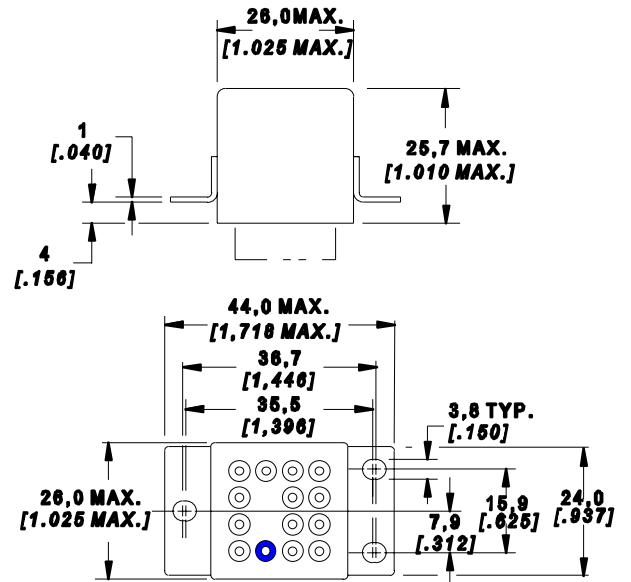 26,0MAX.
[1.025 MAX.]
1
[.040]
25,7 MAX.
[1.010 MAX.]
4
[.156]
44,0 MAX.
[1,718 MAX.]
36,7
[1,446]
35,5
[1,396]
3,8 TYP.
[.150]
26,0 MAX.
[1.025 MAX.]
15,9
[.625]
24,0
[.937]
7,9
[.312]